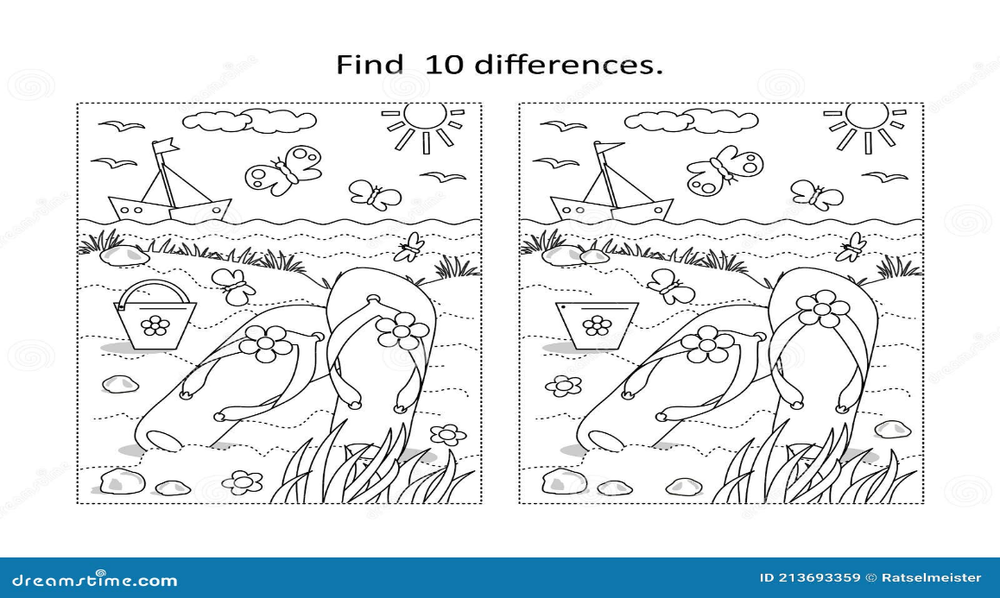 Find 10 differences.
dreamstime.com
ID 213693359 © Ratselmeister